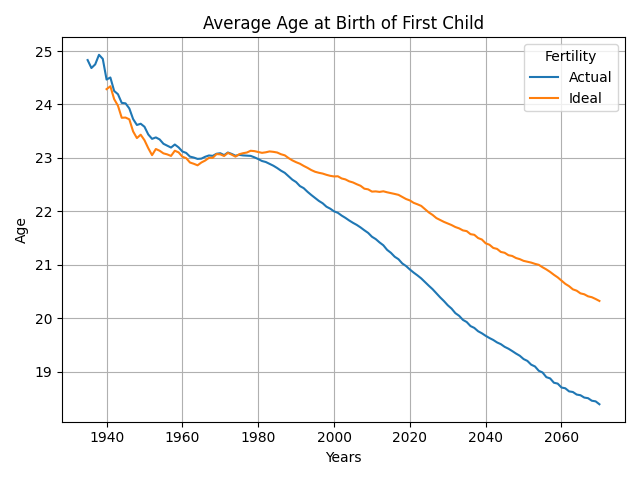 Average Age at Birth of First Child
Fertility
Actual
Ideal
Age
25
24
23
22
21
20
19
1940 1960 1980 2000 2020 2040 2060
Years